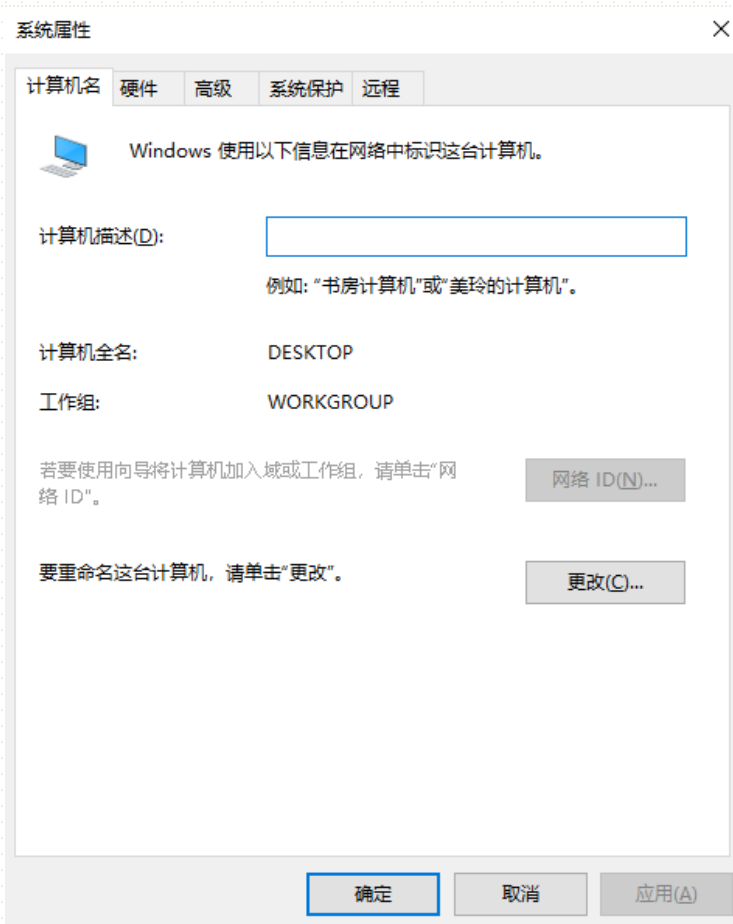 系统属性
计算机名 硬件 高级 系统保护 远程
Windows 使用以下信息在网络中标识这台计算机。
计算机描述(D):
例如: “书房计算机”或“美玲的计算机”。
计算机全名: DESKTOP
工作组: WORKGROUP
若要使用向导将计算机加入域或工作组，请单击“网
络 ID”。
网络 ID(N)...
要重命名这台计算机，请单击“更改”。
更改(C)...
确定 取消 应用(A)